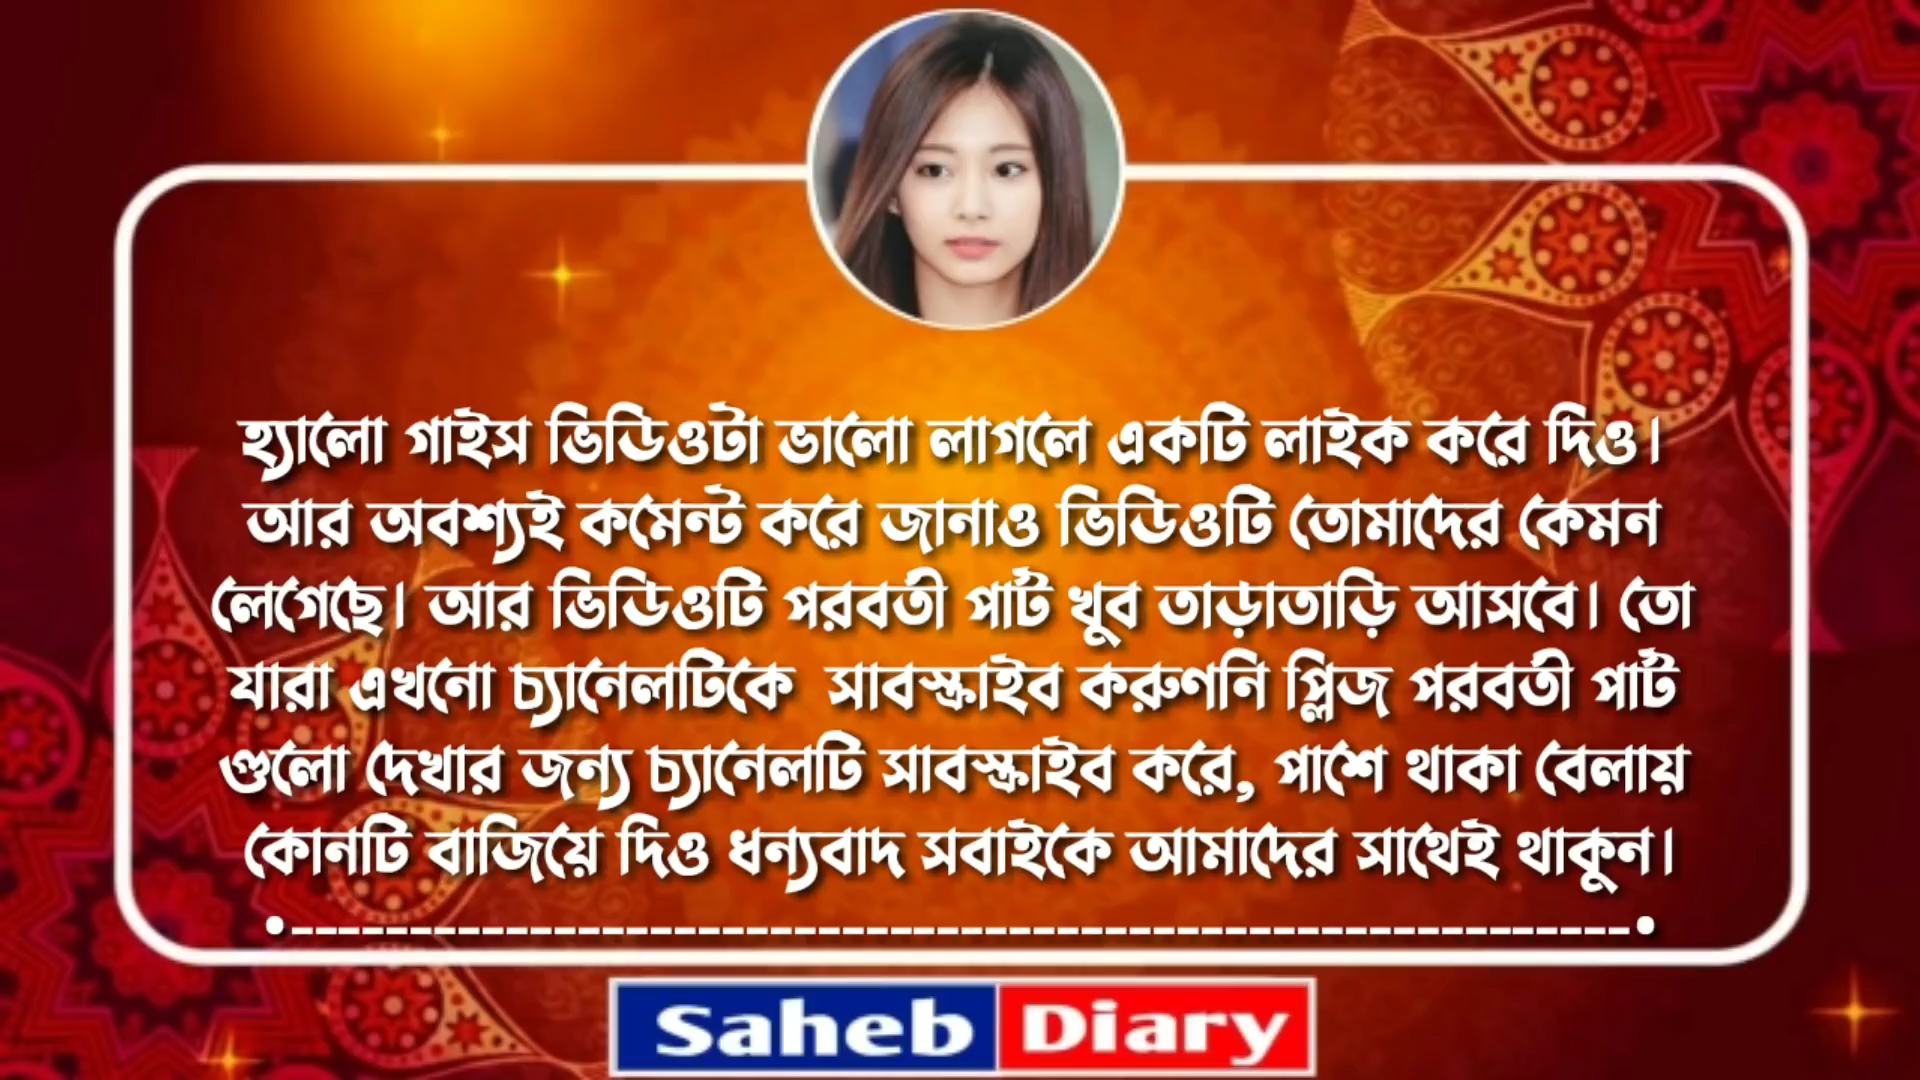 হ্যালো গাইস ভিডিওটা ভালো লাগলে একটি লাইক করে দিও।
আর অবশ্যই কমেন্ট করে জানাও ভিডিওটি তোমাদের কেমন
লেগেছে। আর ভিডিওটি পরবর্তী পার্ট খুব তাড়াতাড়ি আসবে। তো
যারা এখনো চ্যানেলটিকে সাবস্ক্রাইব করুণনি প্লিজ পরবর্তী পার্ট
গুলো দেখার জন্য চ্যানেলটি সাবস্ক্রাইব করে, পাশে থাকা বেলায়
কোনটি বাজিয়ে দিও ধন্যবাদ সবাইকে আমাদের সাথেই থাকুন।
Saheb Diary